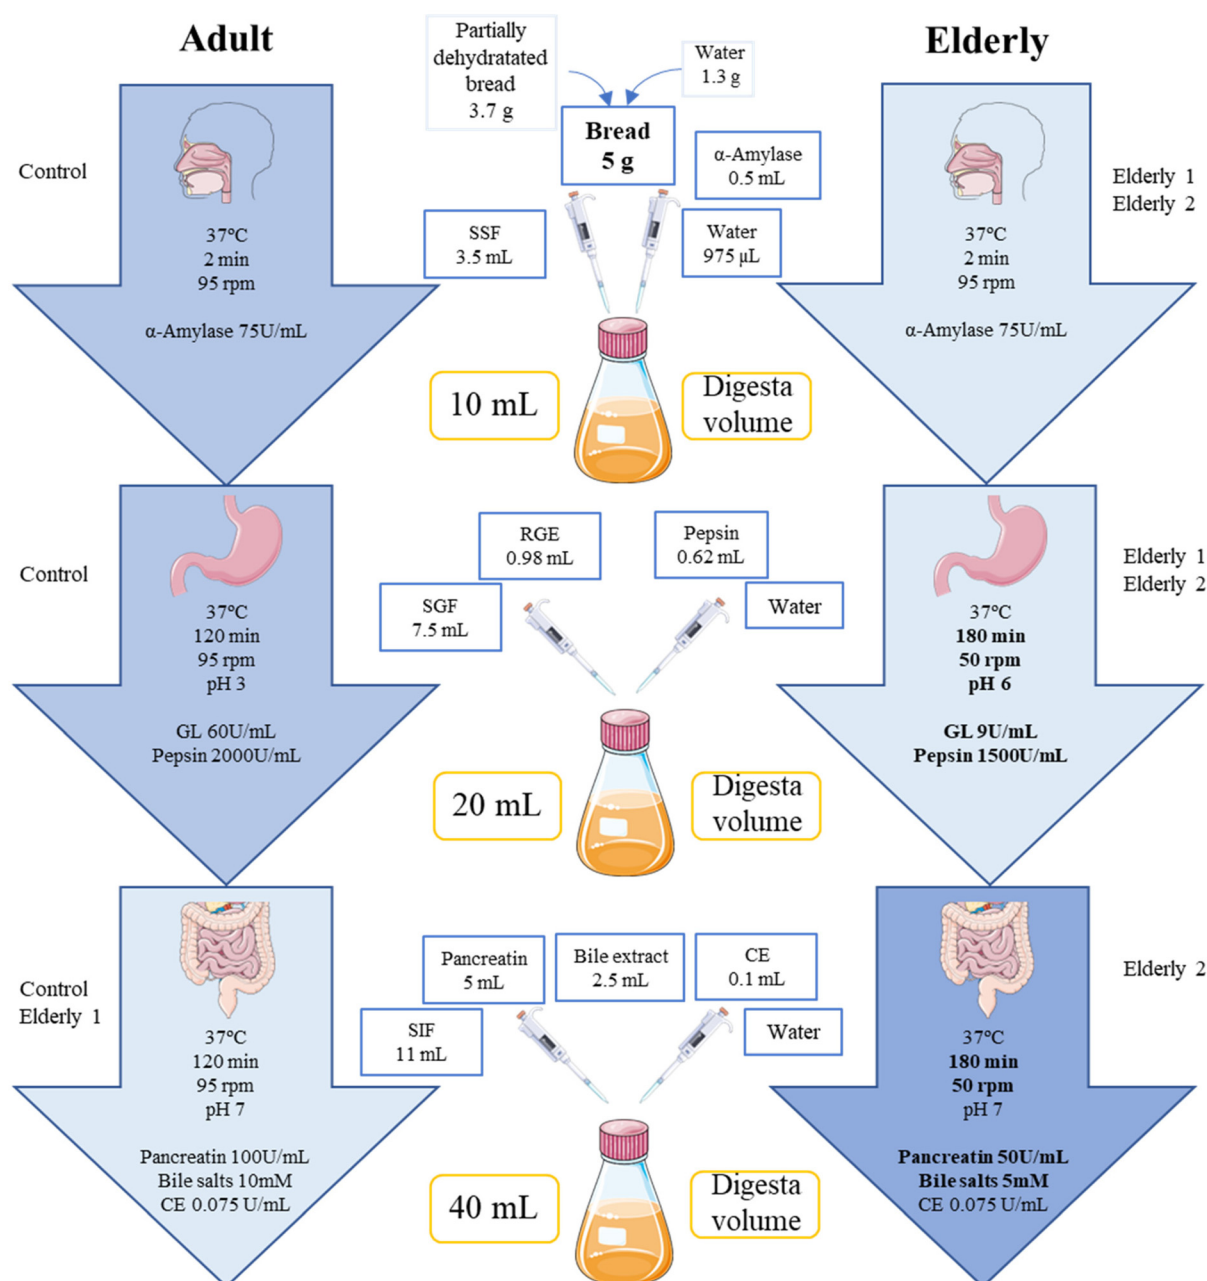 Adult
Elderly
Partially
dehydratated
bread
3.7 g
Water
1.3 g
Bread
5 g
α-Amylase
0.5 mL
SSF
3.5 mL
Water
975 μL
Control
37°C
2 min
95 rpm
α-Amylase 75U/mL
Elderly 1
Elderly 2
37°C
2 min
95 rpm
α-Amylase 75U/mL
10 mL
Digesta
volume
Control
37°C
120 min
95 rpm
pH 3
GL 60U/mL
Pepsin 2000U/mL
RGE
0.98 mL
Pepsin
0.62 mL
SGF
7.5 mL
Water
Elderly 1
Elderly 2
37°C
180 min
50 rpm
pH 6
GL 9U/mL
Pepsin 1500U/mL
20 mL
Digesta
volume
Control
Elderly 1
37°C
120 min
95 rpm
pH 7
Pancreatin 100U/mL
Bile salts 10mM
CE 0.075 U/mL
Pancreatin
5 mL
Bile extract
2.5 mL
CE
0.1 mL
SIF
11 mL
Water
Elderly 2
37°C
180 min
50 rpm
pH 7
Pancreatin 50U/mL
Bile salts 5mM
CE 0.075 U/mL
40 mL
Digesta
volume